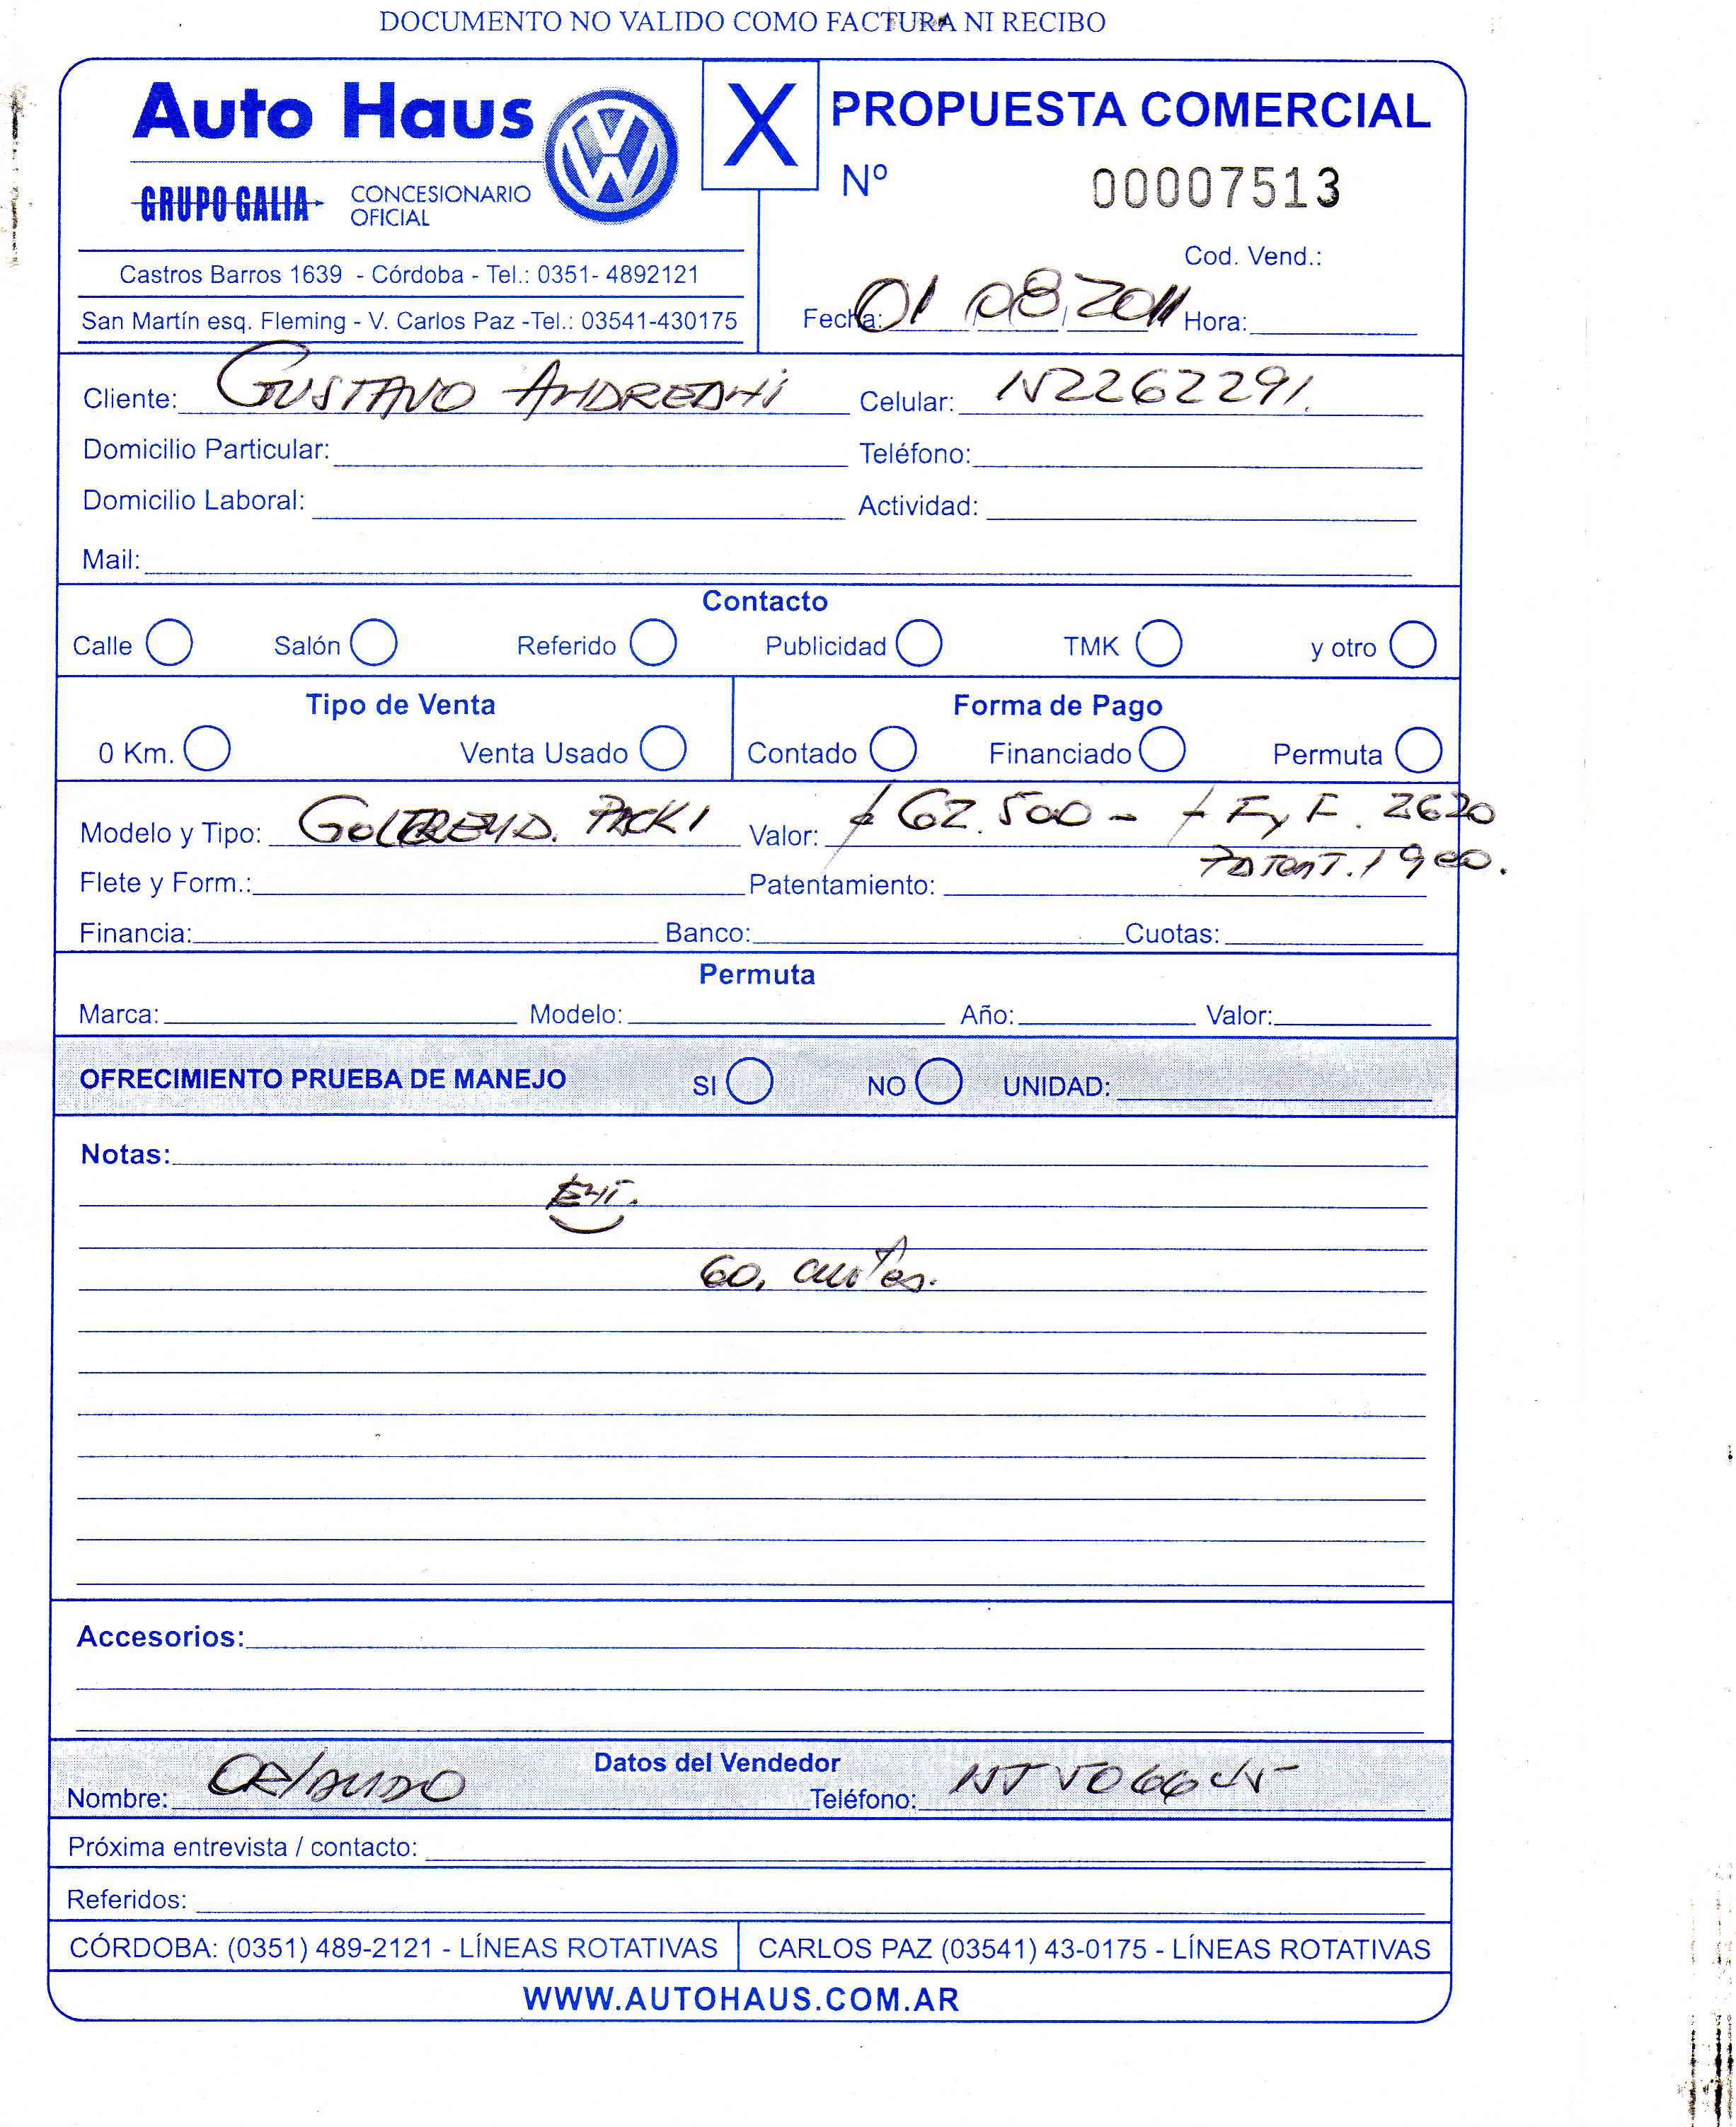 DOCUMENTO NO VALIDO COMO FACTURA NI RECIBO
Auto Haus
GRUPO GALIA CONCESIONARIO OFICIAL
X
PROPUESTA COMERCIAL
Nº 00007513
Castros Barros 1639 - Córdoba - Tel.: 0351- 4892121
San Martín esq. Fleming - V. Carlos Paz -Tel.: 03541-430175
Cod. Vend.:
Fecha: 01/08/2011 Hora:
Cliente: GUSTAVO Celular: 152262291.
Domicilio Particular: Teléfono:
Domicilio Laboral: Actividad:
Mail:
Contacto
Calle Salón Referido Publicidad TMK y otro
Tipo de Venta Forma de Pago
0 Km. Venta Usado Contado Financiado Permuta
Modelo y Tipo: PACK 1 Valor: $ 62.500 - + F y F. 2620
PATENT. 1900.
Flete y Form.: Patentamiento:
Financia: Banco: Cuotas:
Permuta
Marca: Modelo: Año: Valor:
OFRECIMIENTO PRUEBA DE MANEJO SI NO UNIDAD:
Notas:
60, cuotas.
Accesorios:
Datos del Vendedor
Nombre: Orlando Teléfono:
Próxima entrevista / contacto:
Referidos:
CÓRDOBA: (0351) 489-2121 - LÍNEAS ROTATIVAS CARLOS PAZ (03541) 43-0175 - LÍNEAS ROTATIVAS
WWW.AUTOHAUS.COM.AR